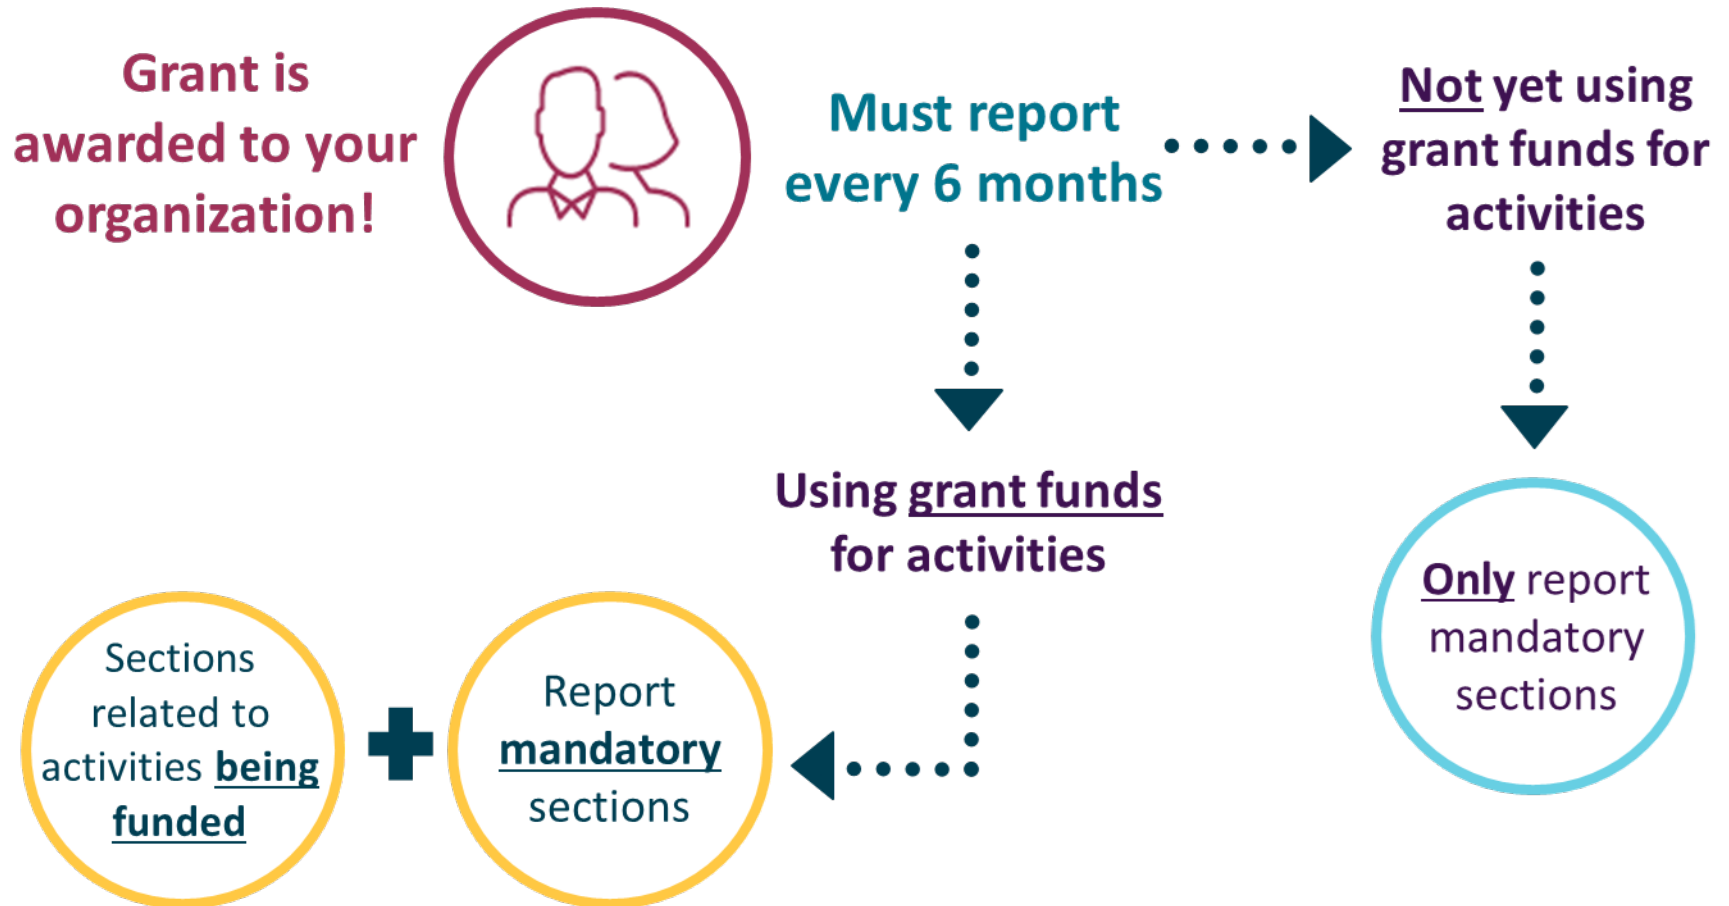 Grant is
awarded to your
organization!
Must report
every 6 months
Not yet using
grant funds for
activities
Using grant funds
for activities
Only report
mandatory
sections
Report
mandatory
sections
Sections
related to
activities being
funded